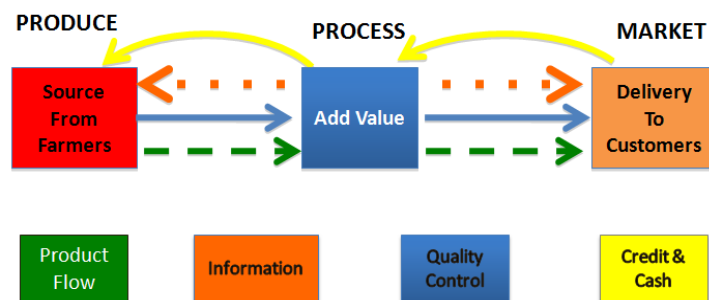 PRODUCE
PROCESS
MARKET
Source
From
Farmers
Add Value
Delivery
To
Customers
Product
Flow
Information
Quality
Control
Credit &
Cash